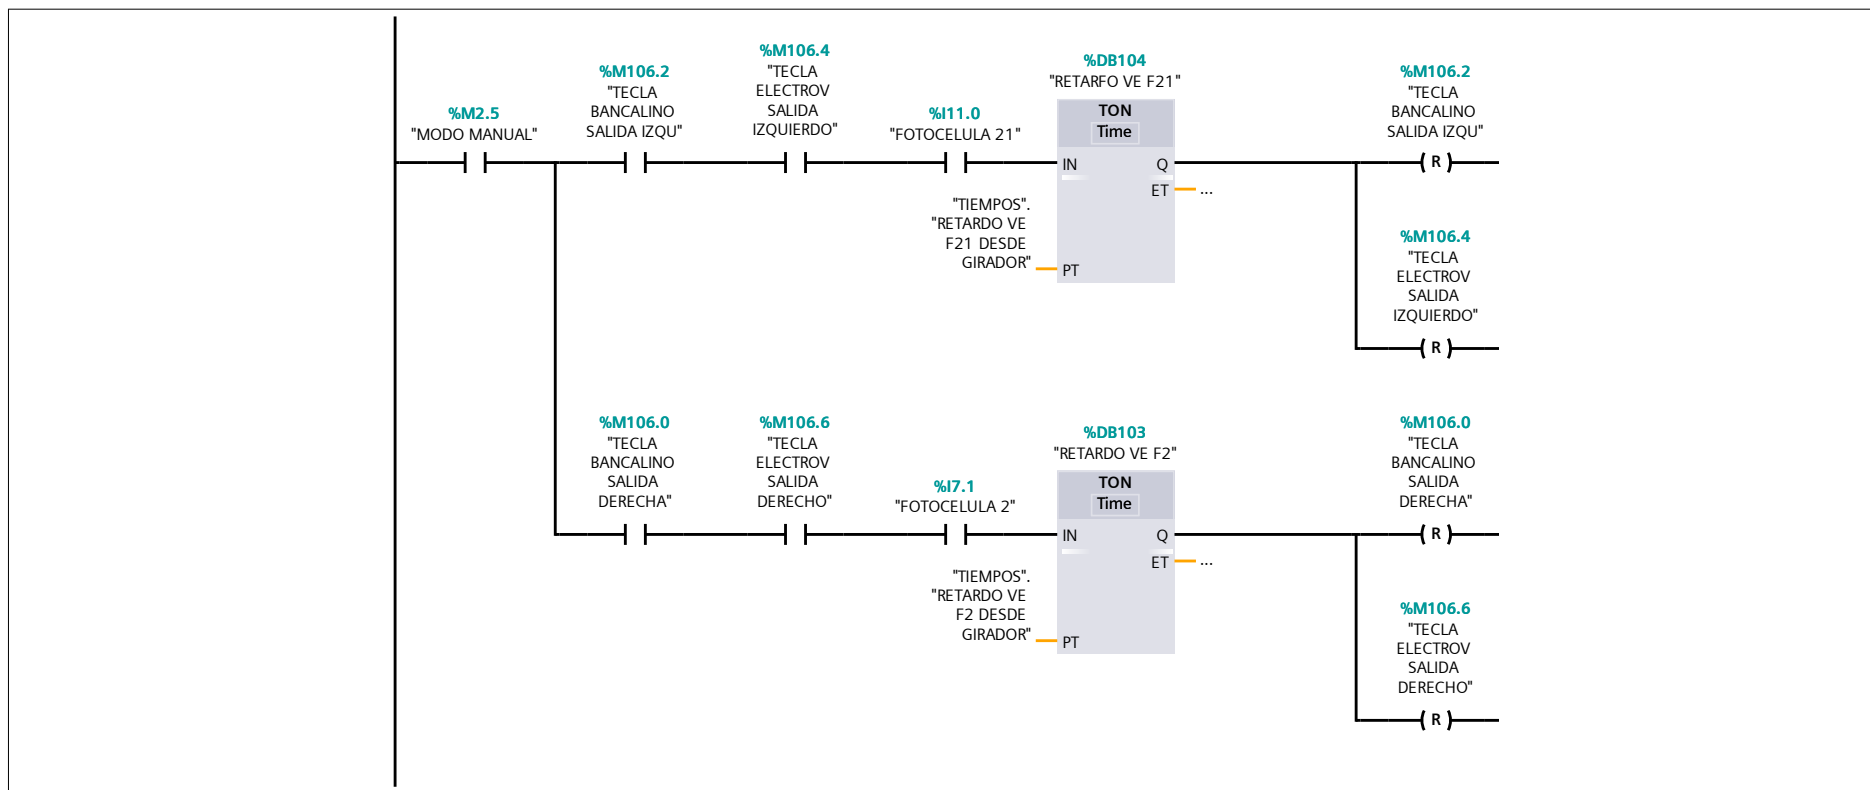 %M2.5
"MODO MANUAL"
%M106.2
"TECLA
BANCALINO
SALIDA IZQU"
%M106.4
"TECLA
ELECTROV
SALIDA
IZQUIERDO"
%I11.0
"FOTOCELULA 21"
%DB104
"RETARFO VE F21"
TON
Time
IN
Q
ET
...
"TIEMPOS".
"RETARDO VE
F21 DESDE
GIRADOR"
PT
%M106.2
"TECLA
BANCALINO
SALIDA IZQU"
R
%M106.4
"TECLA
ELECTROV
SALIDA
IZQUIERDO"
R
%M106.0
"TECLA
BANCALINO
SALIDA
DERECHA"
%M106.6
"TECLA
ELECTROV
SALIDA
DERECHO"
%I7.1
"FOTOCELULA 2"
%DB103
"RETARDO VE F2"
TON
Time
IN
Q
ET
...
"TIEMPOS".
"RETARDO VE
F2 DESDE
GIRADOR"
PT
%M106.0
"TECLA
BANCALINO
SALIDA
DERECHA"
R
%M106.6
"TECLA
ELECTROV
SALIDA
DERECHO"
R